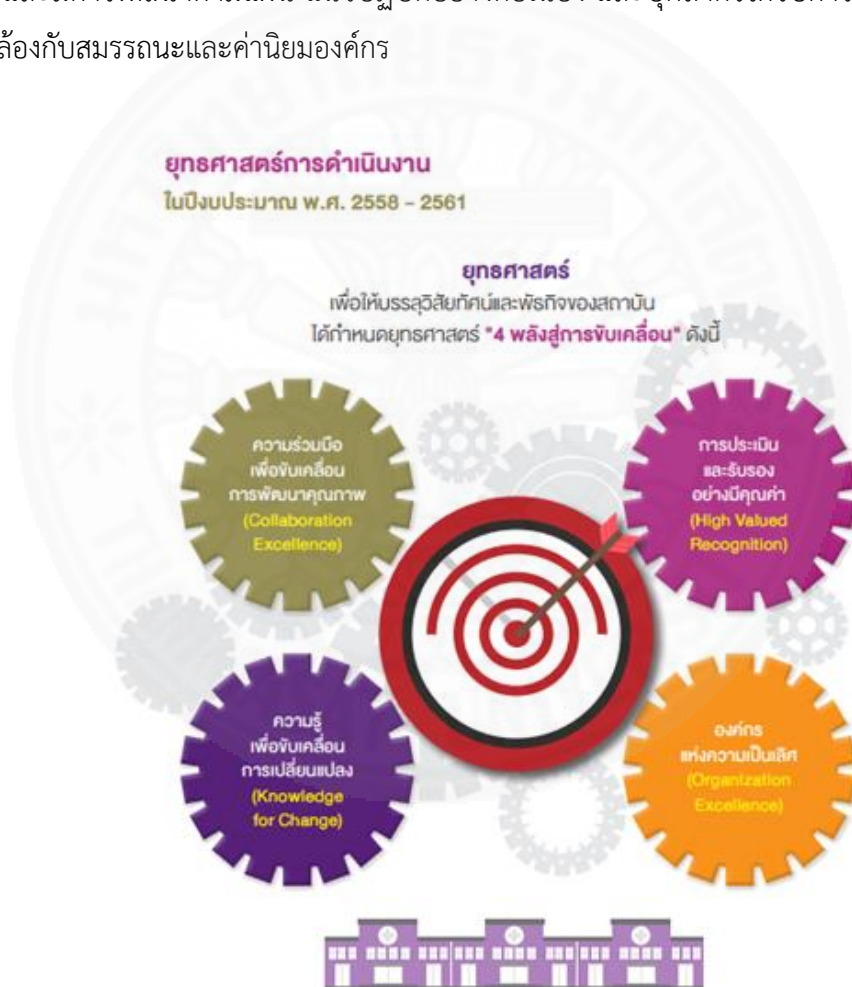 ล้องกับสมรรถนะและค่านิยมองค์กร
ยุทธศาสตร์การดำเนินงาน
ในปีงบประมาณ พ.ศ. 2558 - 2561
ยุทธศาสตร์
เพื่อให้บรรลุวิสัยทัศน์และพัธกิจของสถาบัน
ได้กำหนดยุทธศาสตร์ "4 พลังสู่การขับเคลื่อน" ดังนี้
ความร่วมมือ
เพื่อขับเคลื่อน
การพัฒนาคุณภาพ
(Collaboration
Excellence)
การประเมิน
และรับรอง
อย่างมีคุณค่า
(High Valued
Recognition)
ความรู้
เพื่อขับเคลื่อน
การเปลี่ยนแปลง
(Knowledge
for Change)
องค์กร
แห่งความเป็นเลิศ
(Organization
Excellence)